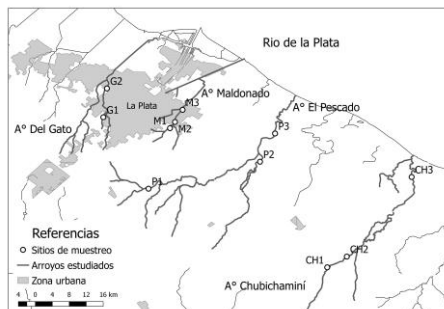 Rio de la Plata
G2
La Plata
M3
A° Maldonado
G1
M1
M2
A° Del Gato
A° El Pescado
P3
P2
CH3
P1
Referencias
Sitios de muestreo
Arroyos estudiados
Zona urbana
CH2
CH1
A° Chubichaminí
4 0 4 8 12 16 km